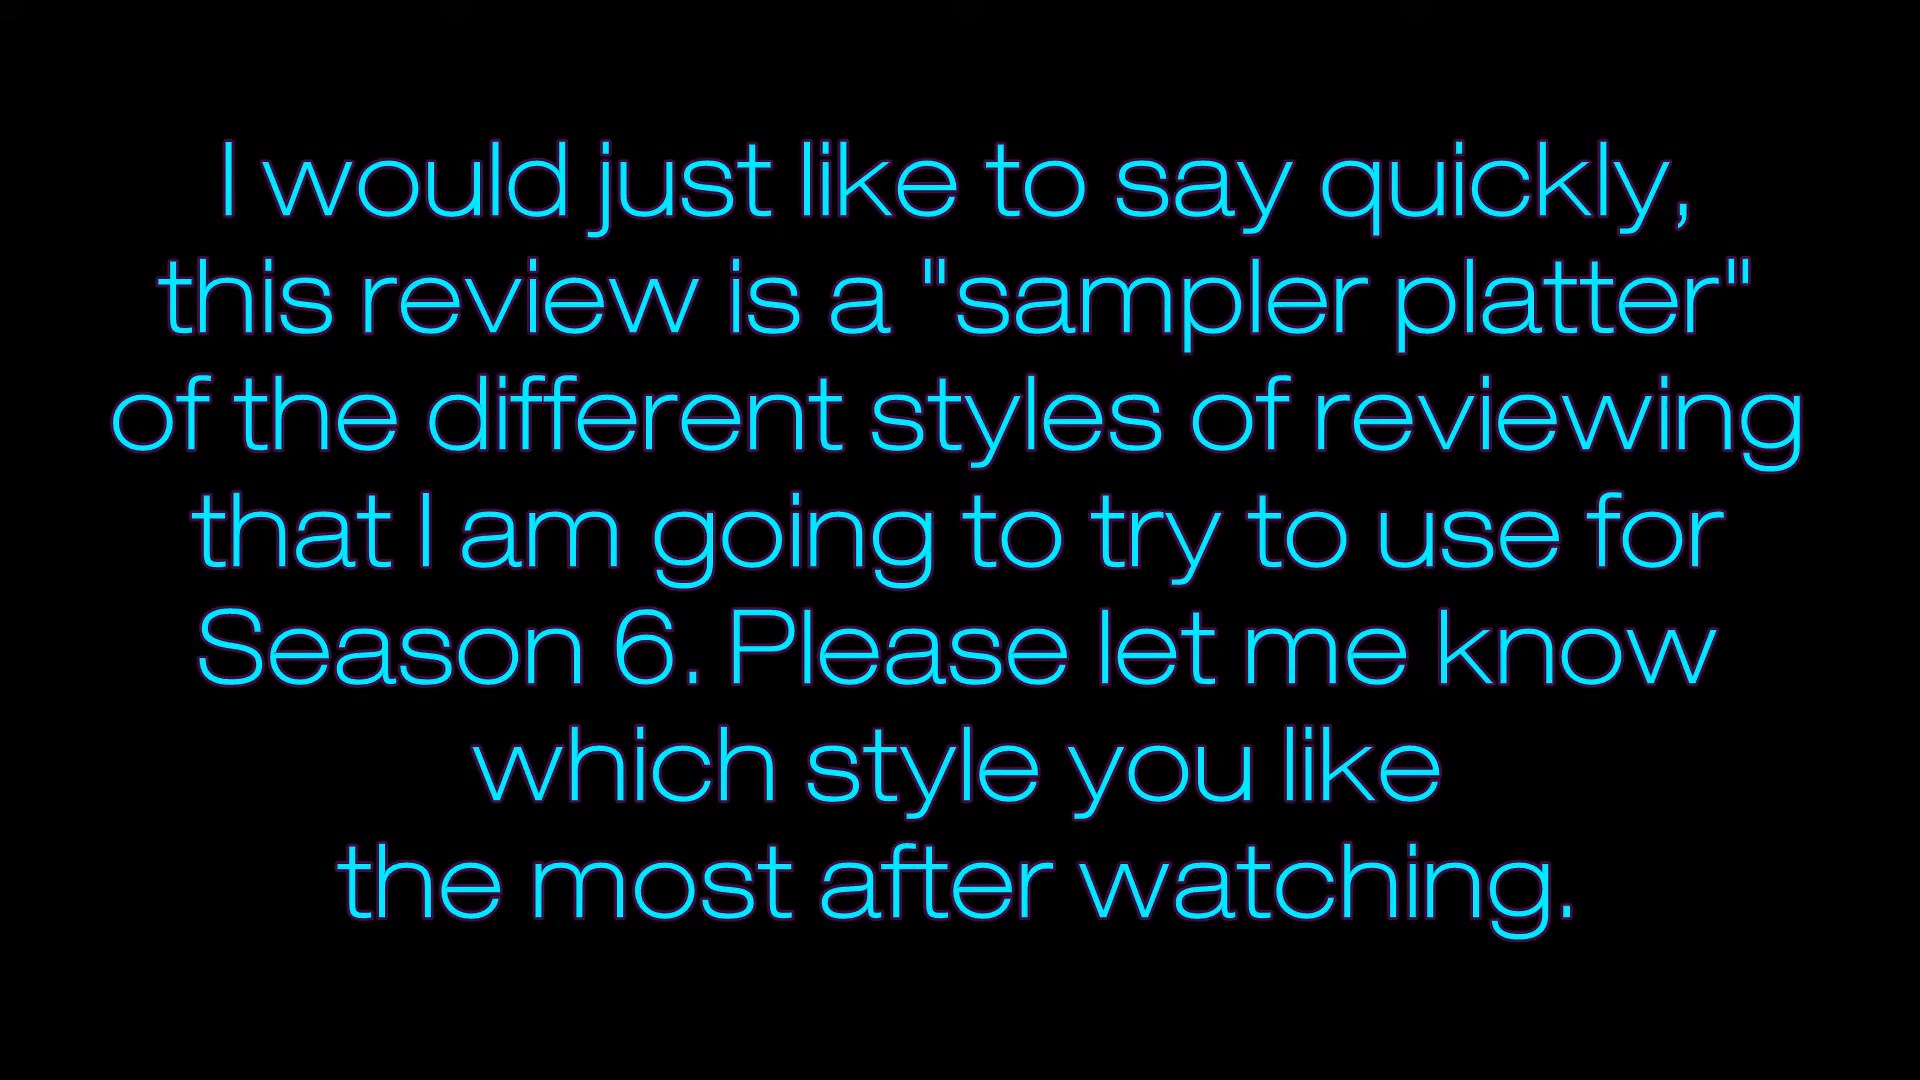 I would just like to say quickly,
this review is a "sampler platter"
of the different styles of reviewing
that I am going to try to use for
Season 6. Please let me know
which style you like
the most after watching.